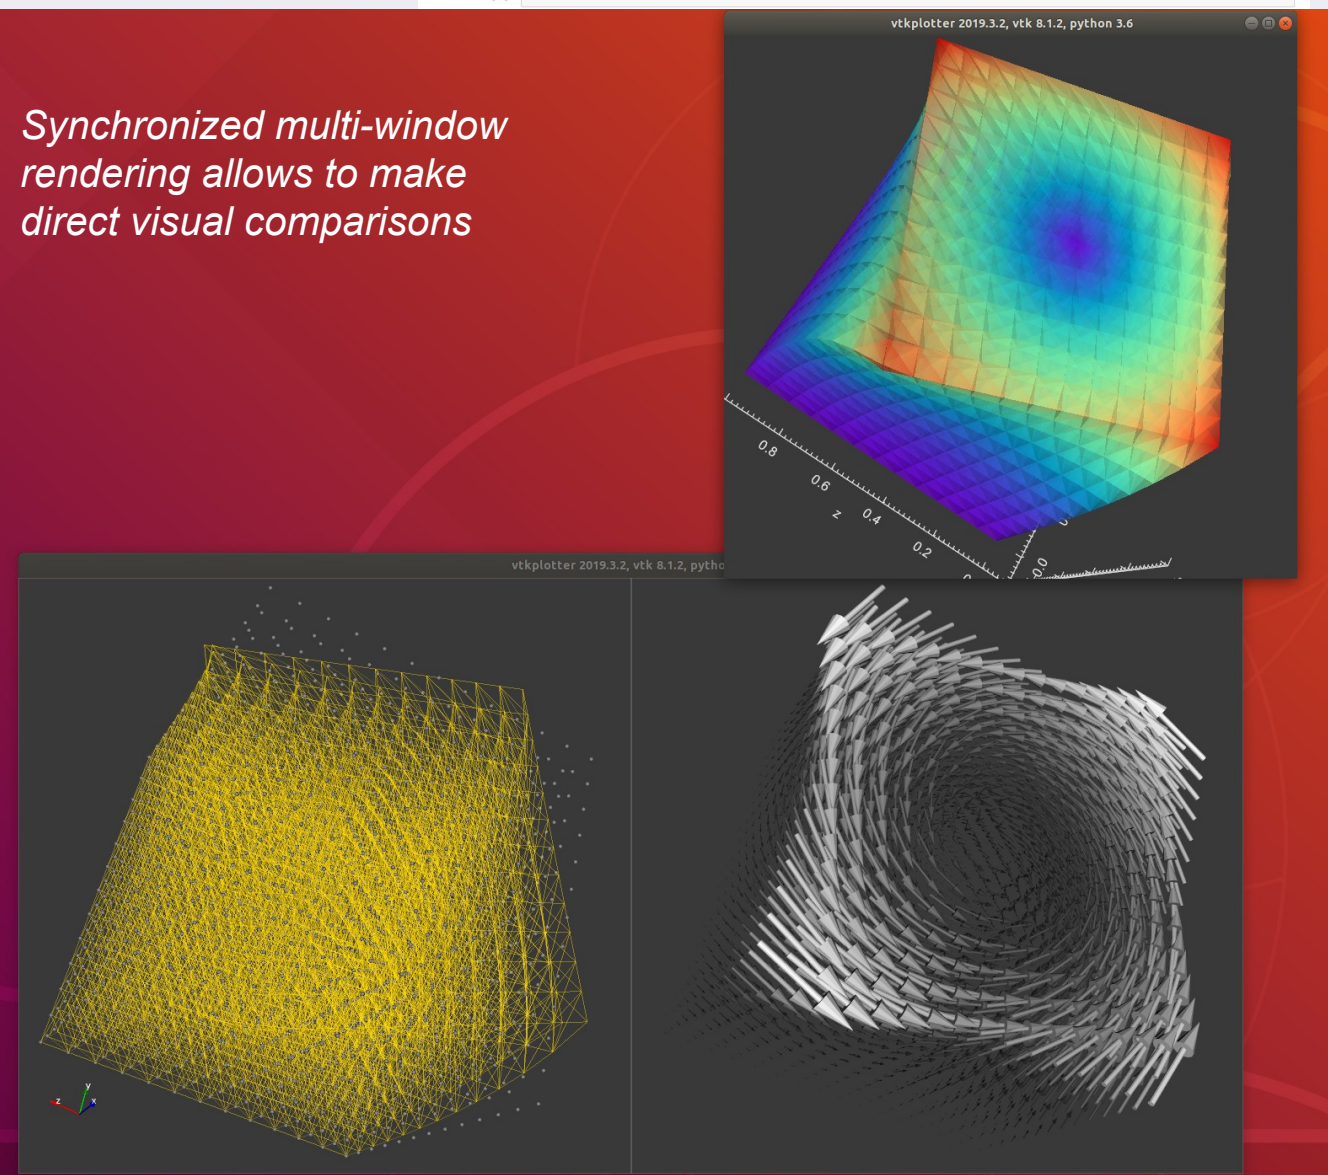 vtkplotter 2019.3.2, vtk 8.1.2, python 3.6
Synchronized multi-window
rendering allows to make
direct visual comparisons
0.8
0.6
z
0.4
0.2
0.0
vtkplotter 2019.3.2, vtk 8.1.2, pytho
y
z
x